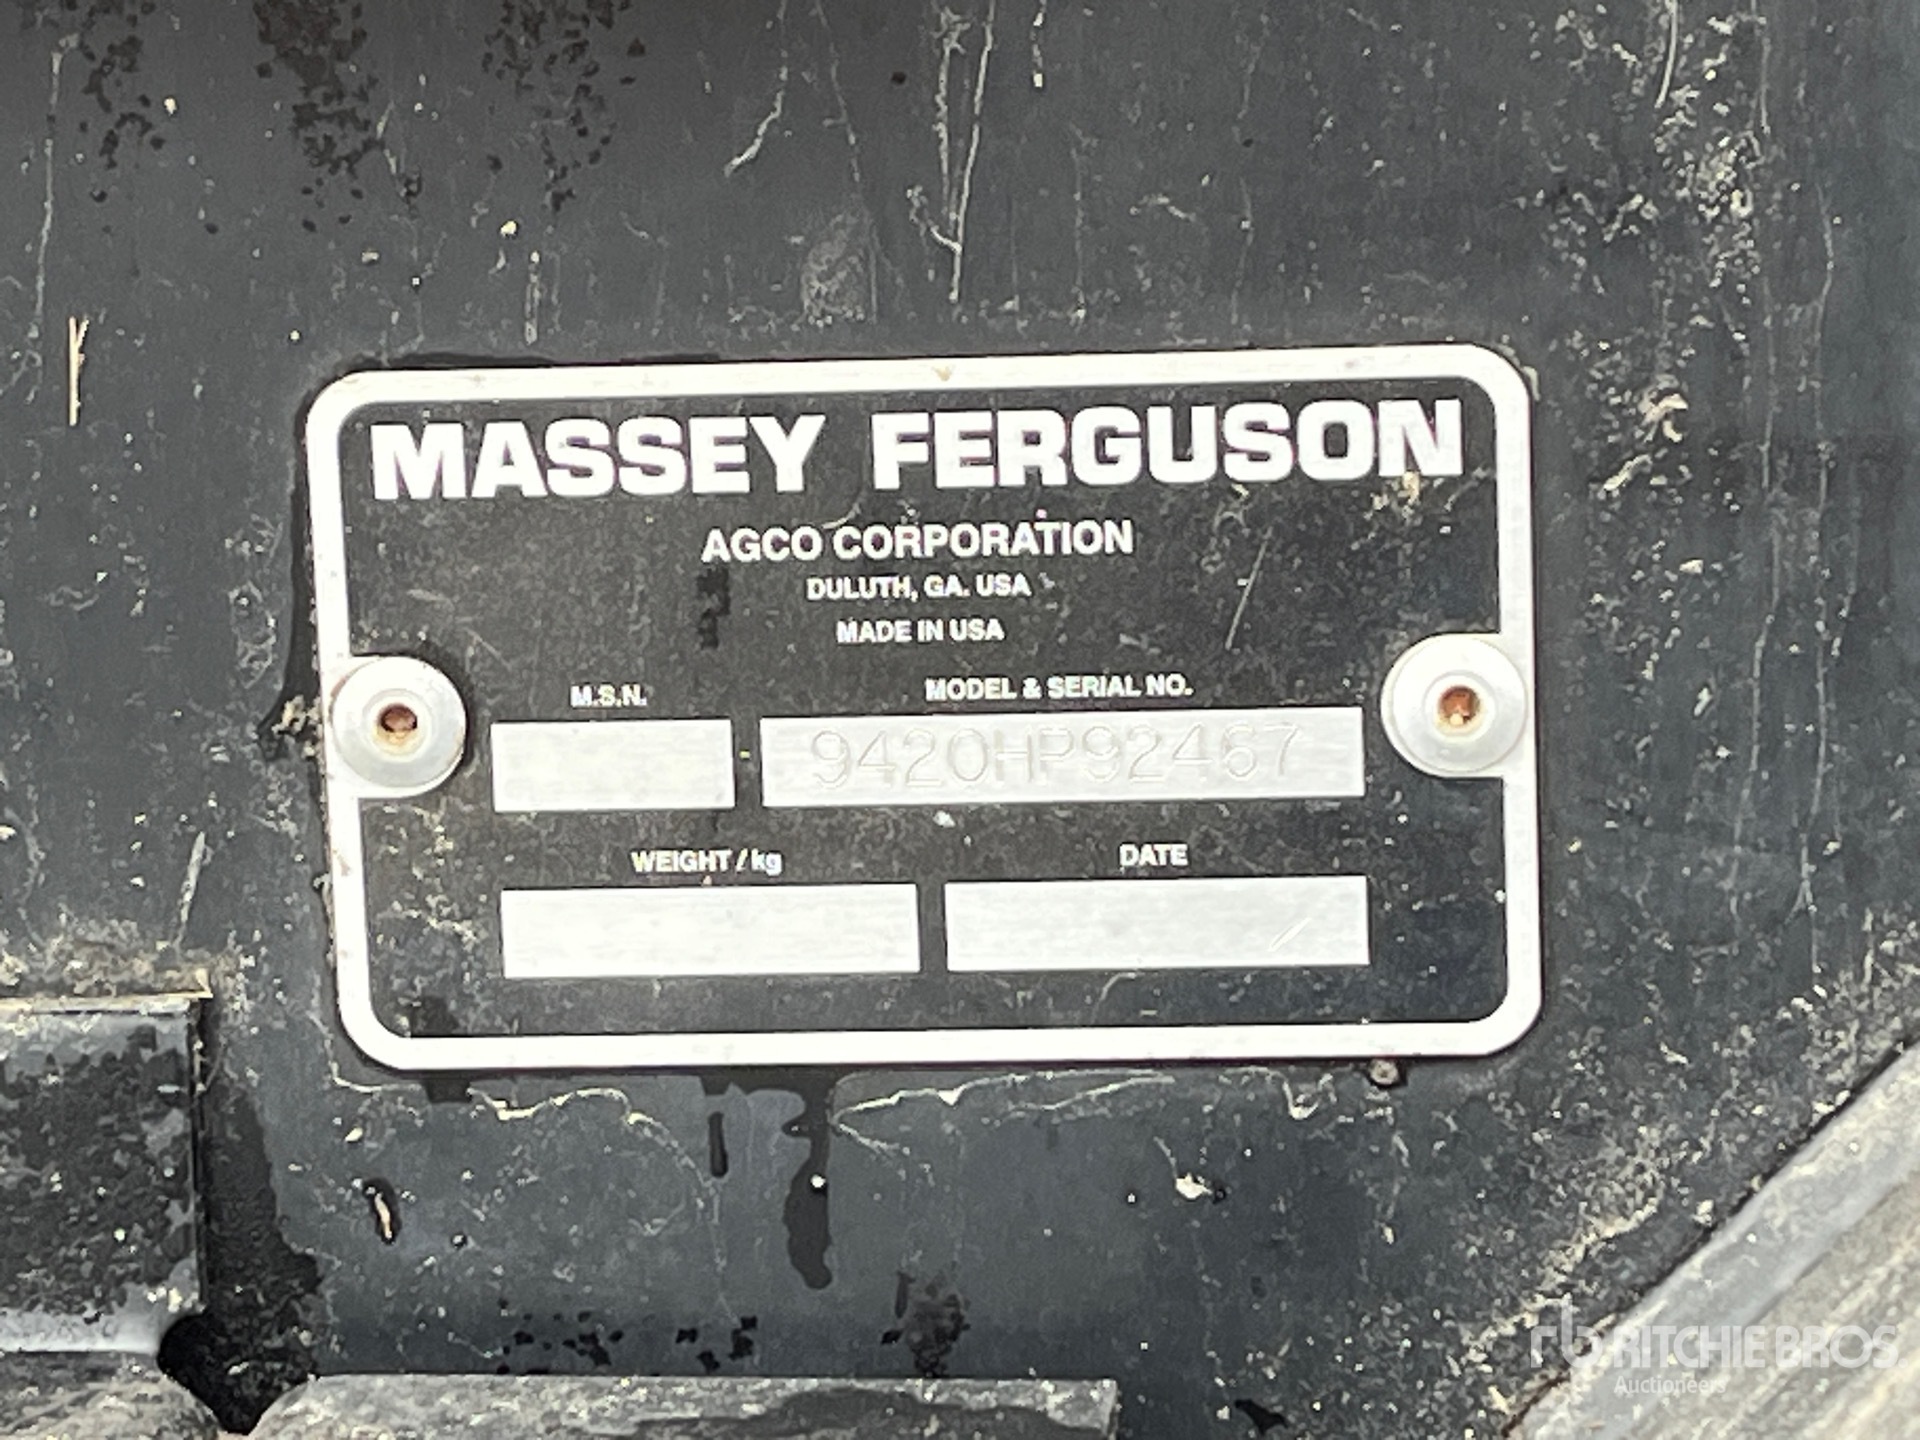 MASSEY FERGUSON
AGCO CORPORATION
DULUTH, GA. USA
MADE IN USA
M.S.N. MODEL & SERIAL NO.
9420HP92467
WEIGHT / kg DATE
rb RITCHIE BROS.
Auctioneers